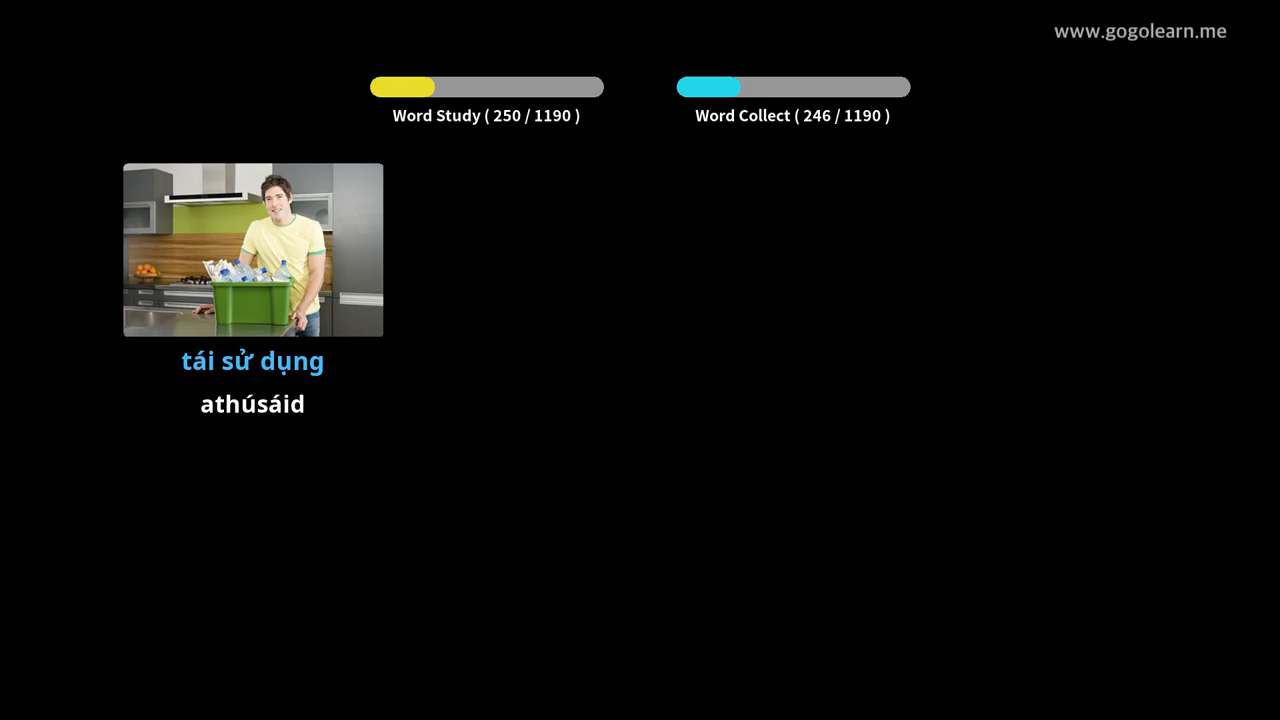 www.gogolearn.me
Word Study ( 250 / 1190 )
Word Collect ( 246 / 1190 )
tái sử dụng
athúsáid